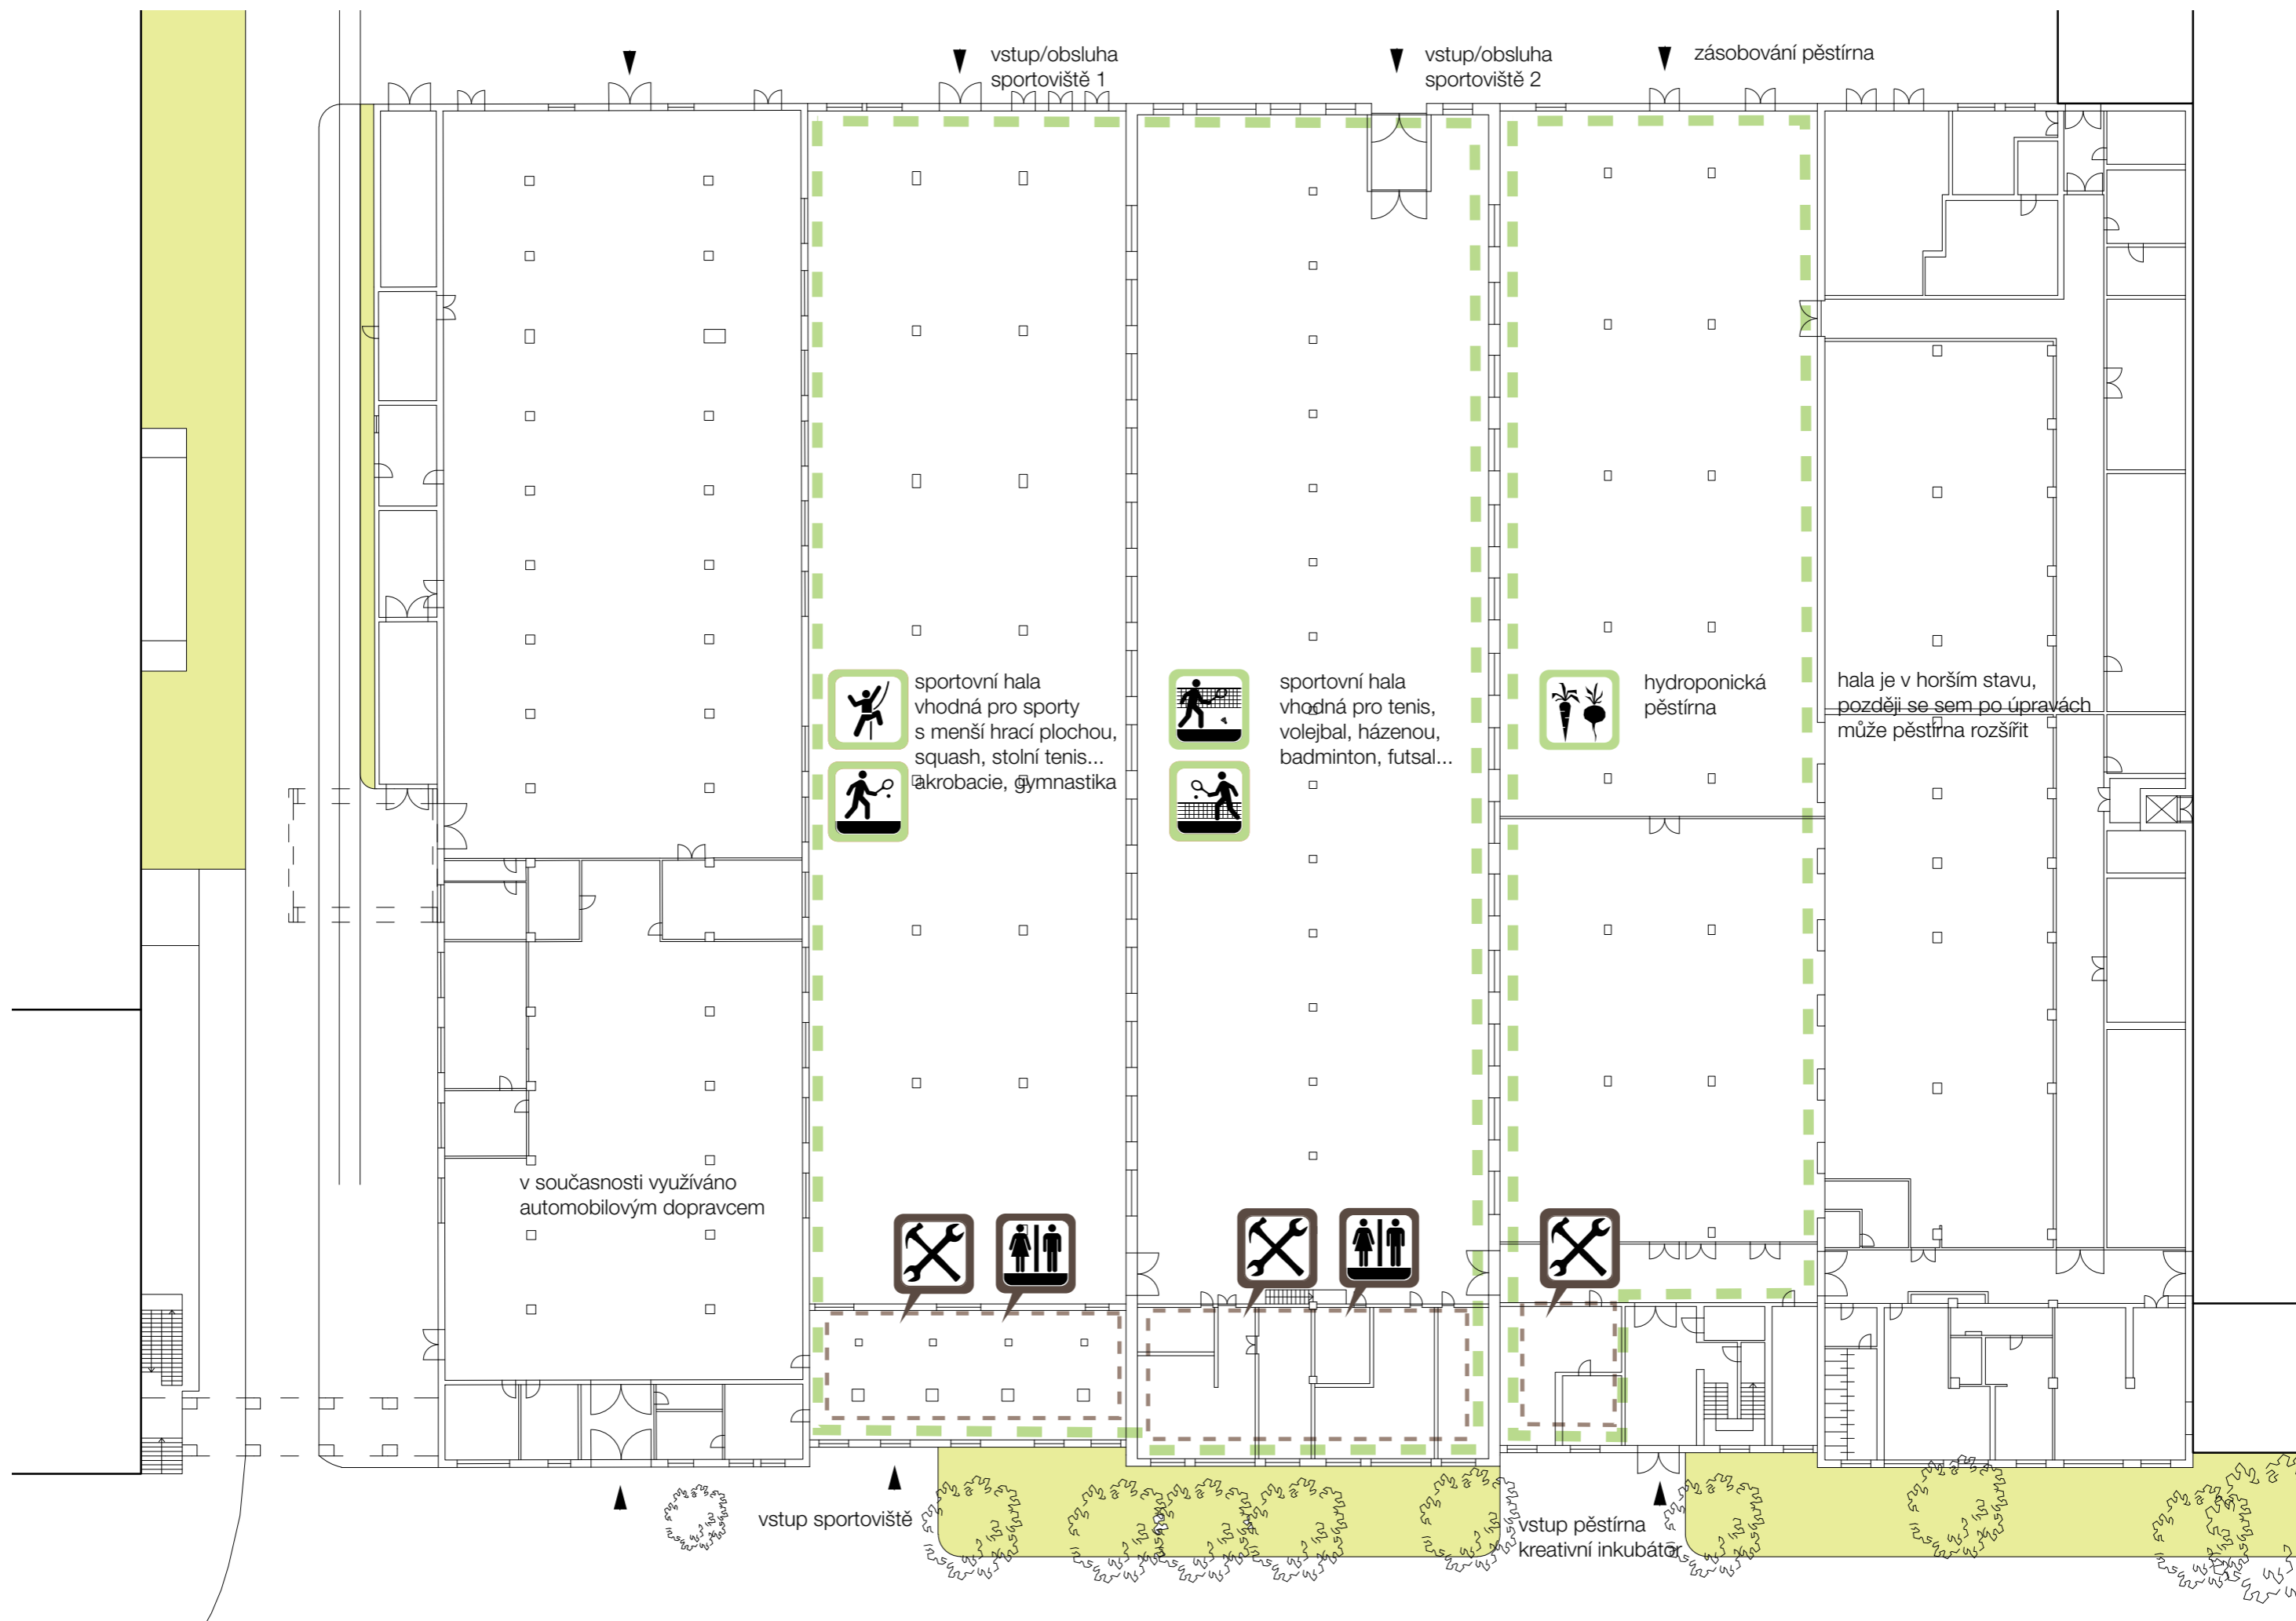 vstup/obsluha
sportoviště 1
vstup/obsluha
sportoviště 2
zásobování pěstírna
sportovní hala
vhodná pro sporty
s menší hrací plochou,
squash, stolní tenis...
akrobacie, gymnastika
sportovní hala
vhodná pro tenis,
volejbal, házenou,
badminton, futsal...
hydroponická
pěstírna
hala je v horším stavu,
později se sem po úpravách
může pěstírna rozšířit
v současnosti využíváno
automobilovým dopravcem
vstup sportoviště
vstup pěstírna
kreativní inkubátor